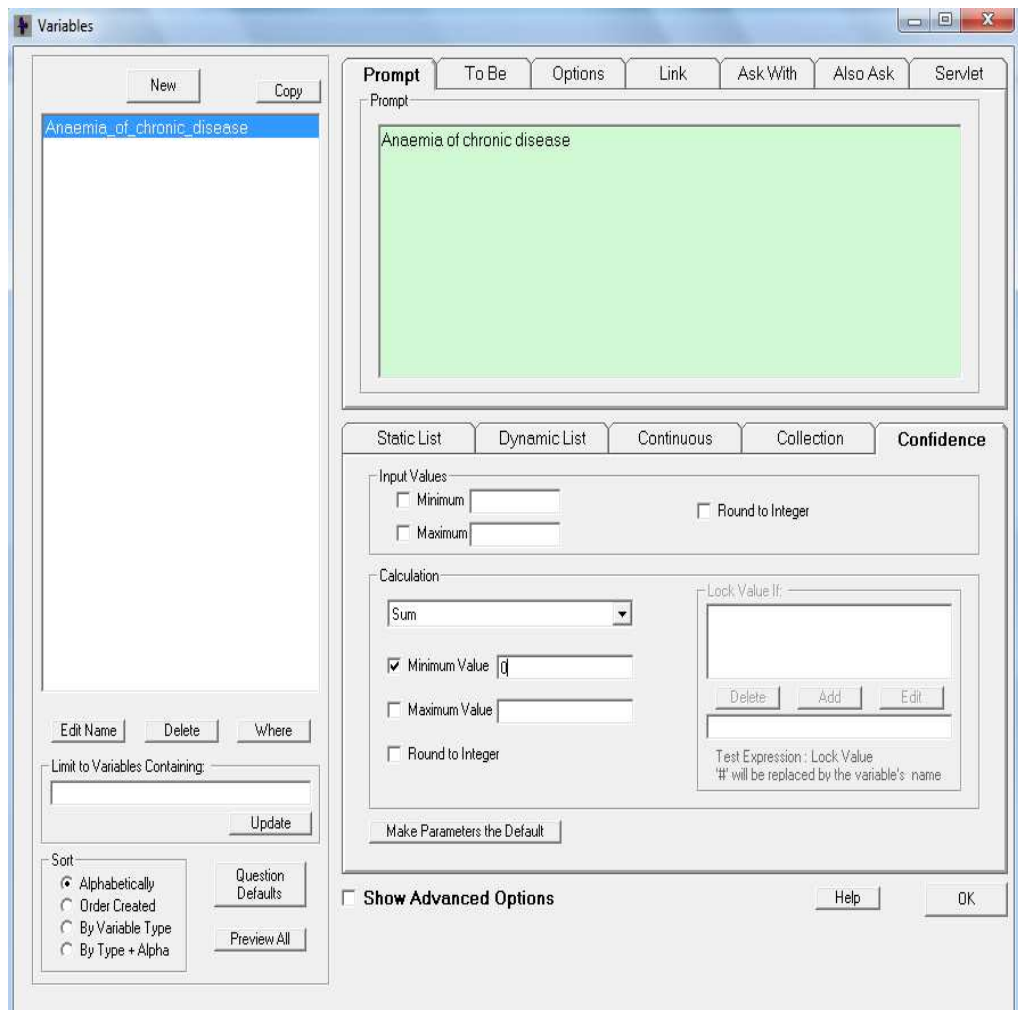 Variables
New
Copy
Anaemia_of_chronic_disease
Edit Name Delete Where
Limit to Variables Containing:
Update
Sort
Alphabetically
Order Created
By Variable Type
By Type + Alpha
Question
Defaults
Preview All
Prompt To Be Options Link Ask With Also Ask Servlet
Prompt
Anaemia of chronic disease
Static List Dynamic List Continuous Collection Confidence
Input Values
Minimum
Maximum
Round to Integer
Calculation
Sum
Minimum Value 0
Maximum Value
Round to Integer
Lock Value If:
Delete Add Edit
Test Expression : Lock Value
'#' will be replaced by the variable's name
Make Parameters the Default
Show Advanced Options
Help OK